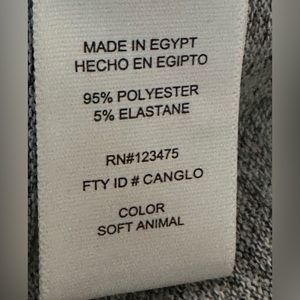 MADE IN EGYPT
HECHO EN EGIPTO
95% POLYESTER
5% ELASTANE
RN#123475
FTY ID # CANGLO
COLOR
SOFT ANIMAL